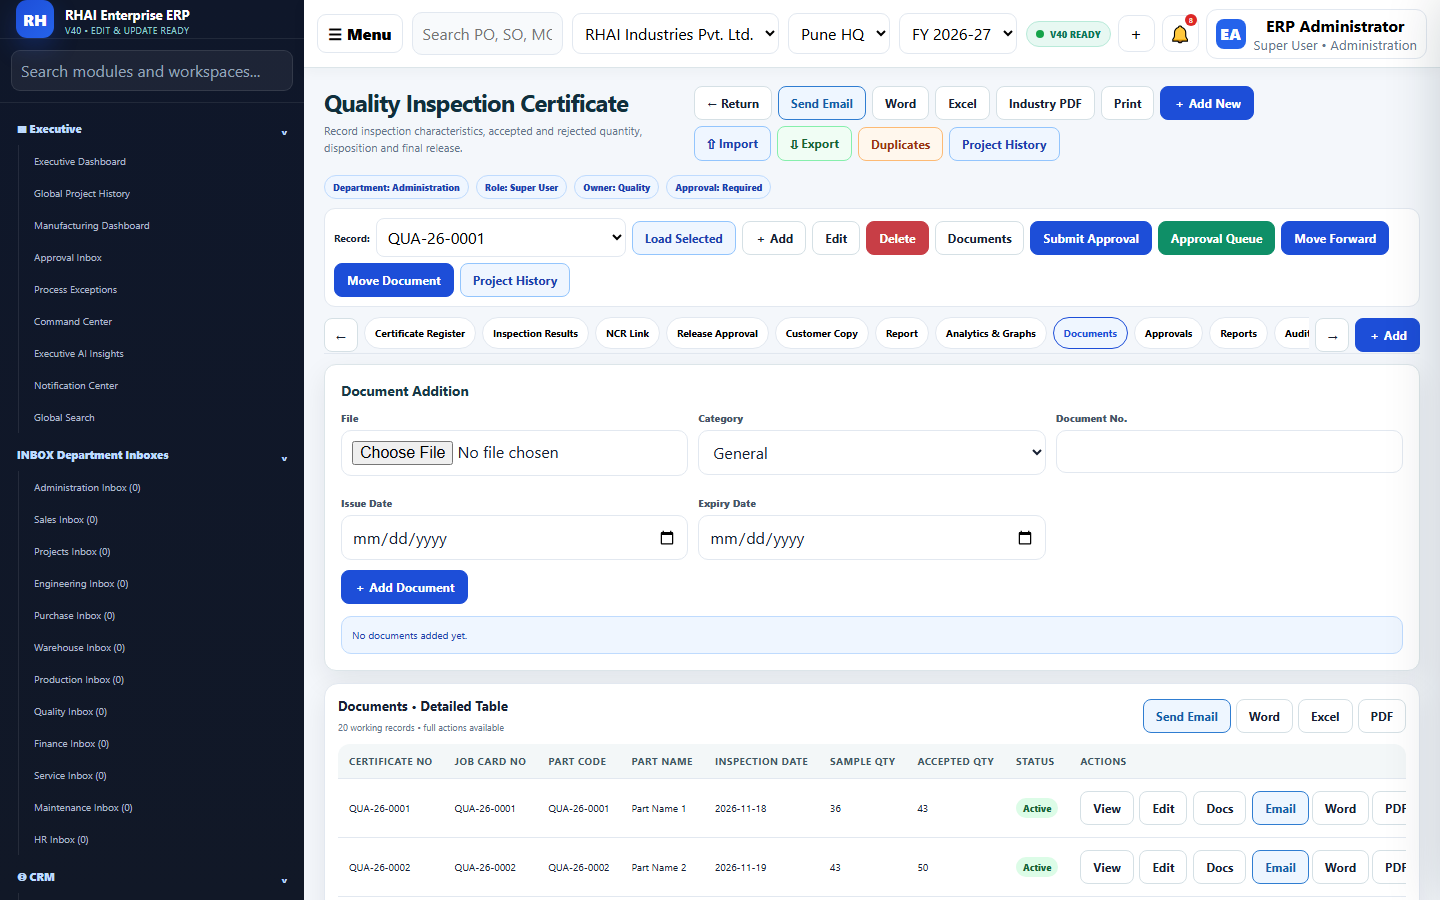 RH
RHAI Enterprise ERP
V40 • EDIT & UPDATE READY
Search modules and workspaces...
Executive
Executive Dashboard
Global Project History
Manufacturing Dashboard
Approval Inbox
Process Exceptions
Command Center
Executive AI Insights
Notification Center
Global Search
INBOX Department Inboxes
Administration Inbox (0)
Sales Inbox (0)
Projects Inbox (0)
Engineering Inbox (0)
Purchase Inbox (0)
Warehouse Inbox (0)
Production Inbox (0)
Quality Inbox (0)
Finance Inbox (0)
Service Inbox (0)
Maintenance Inbox (0)
HR Inbox (0)
CRM
☰ Menu
Search PO, SO, MO
RHAI Industries Pvt. Ltd.
Pune HQ
FY 2026-27
V40 READY
+
8
EA
ERP Administrator
Super User • Administration
Quality Inspection Certificate
Record inspection characteristics, accepted and rejected quantity,
disposition and final release.
← Return
Send Email
Word
Excel
Industry PDF
Print
+ Add New
⇧ Import
⇩ Export
Duplicates
Project History
Department: Administration
Role: Super User
Owner: Quality
Approval: Required
Record:
QUA-26-0001
Load Selected
+ Add
Edit
Delete
Documents
Submit Approval
Approval Queue
Move Forward
Move Document
Project History
←
Certificate Register
Inspection Results
NCR Link
Release Approval
Customer Copy
Report
Analytics & Graphs
Documents
Approvals
Reports
Audit
→
+ Add
Document Addition
File
Category
Document No.
Choose File No file chosen
General
Issue Date
Expiry Date
mm/dd/yyyy
mm/dd/yyyy
+ Add Document
No documents added yet.
Documents • Detailed Table
20 working records • full actions available
Send Email
Word
Excel
PDF
CERTIFICATE NO JOB CARD NO PART CODE PART NAME INSPECTION DATE SAMPLE QTY ACCEPTED QTY STATUS ACTIONS
QUA-26-0001 QUA-26-0001 QUA-26-0001 Part Name 1 2026-11-18 36 43 Active View Edit Docs Email Word PDF
QUA-26-0002 QUA-26-0002 QUA-26-0002 Part Name 2 2026-11-19 43 50 Active View Edit Docs Email Word PDF